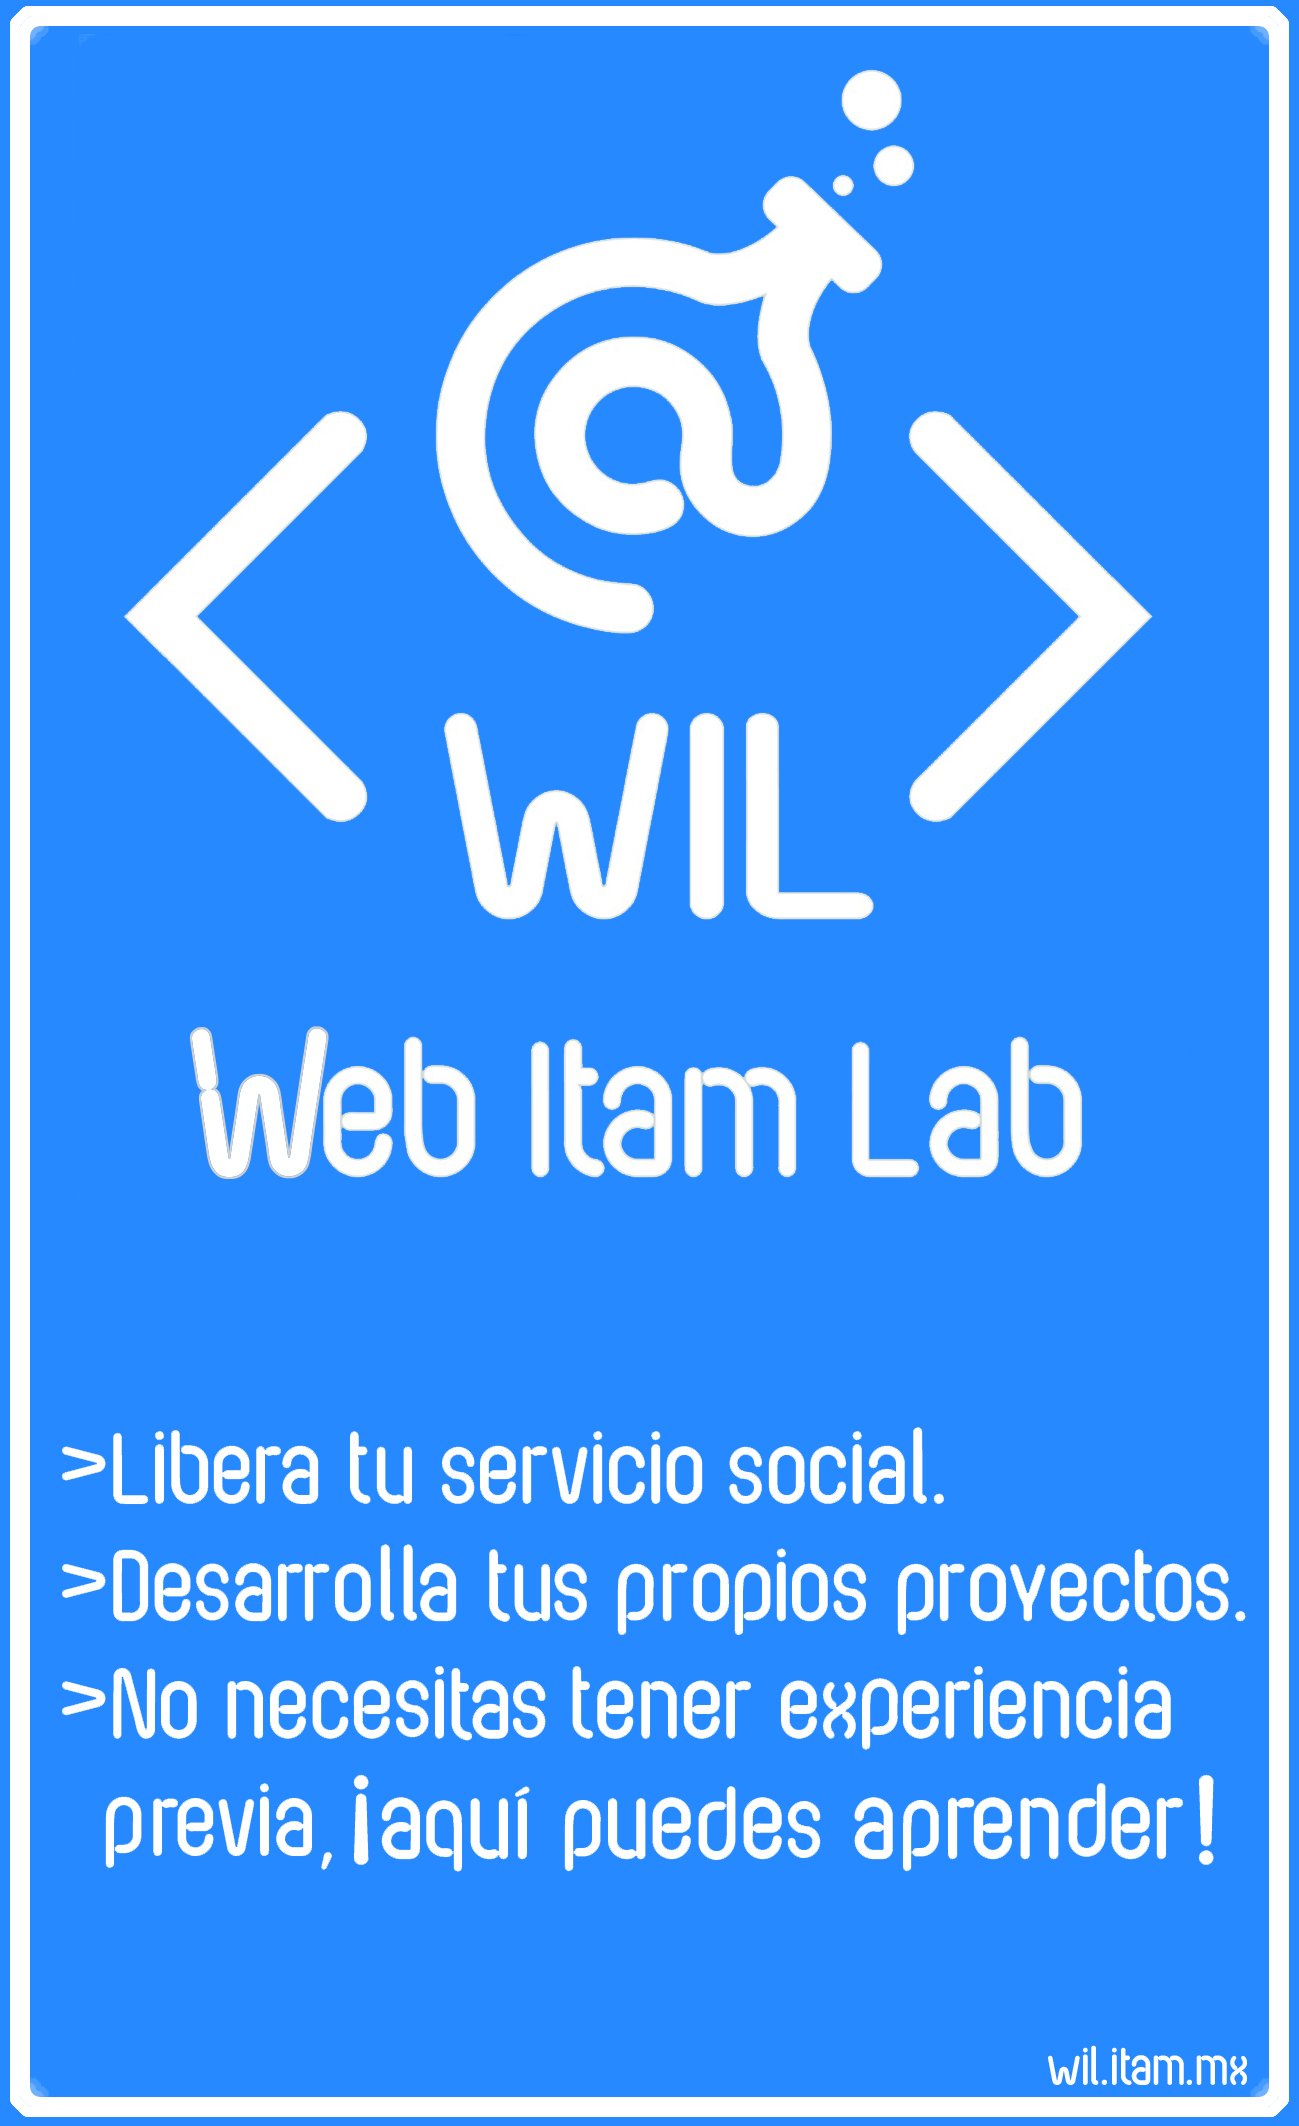 WIL
Web Itam Lab
>Libera tu servicio social.
>Desarrolla tus propios proyectos.
>No necesitas tener experiencia
previa, ¡aquí puedes aprender!
wil.itam.mx